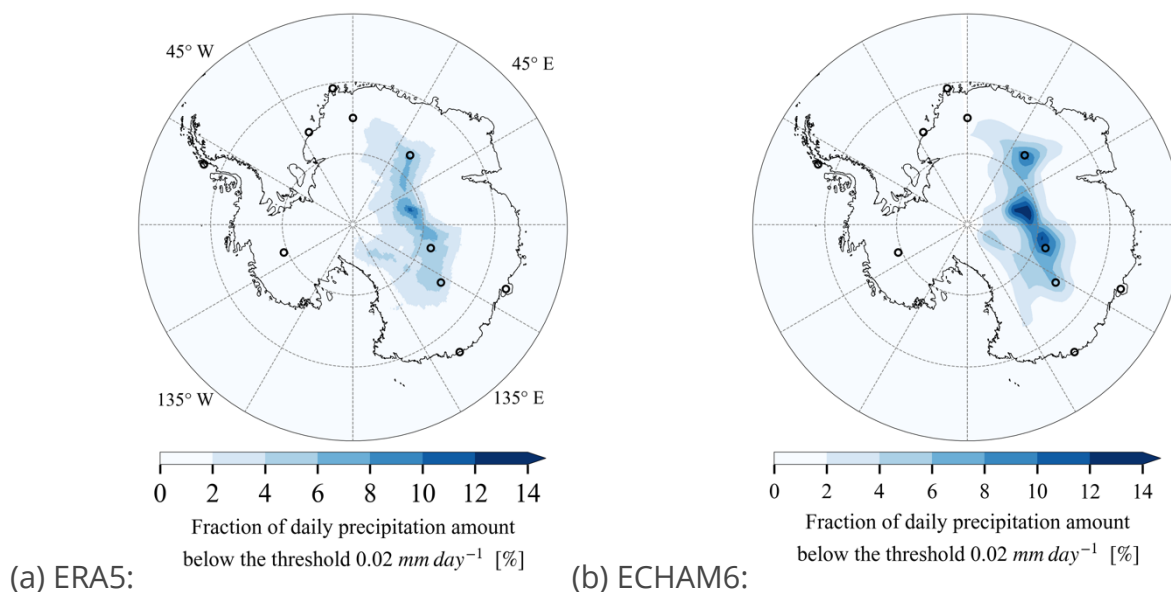 45° W
45° E
135° W
135° E
0 2 4 6 8 10 12 14
Fraction of daily precipitation amount
below the threshold 0.02 mm day⁻¹ [%]
(a) ERA5:
0 2 4 6 8 10 12 14
Fraction of daily precipitation amount
below the threshold 0.02 mm day⁻¹ [%]
(b) ECHAM6: